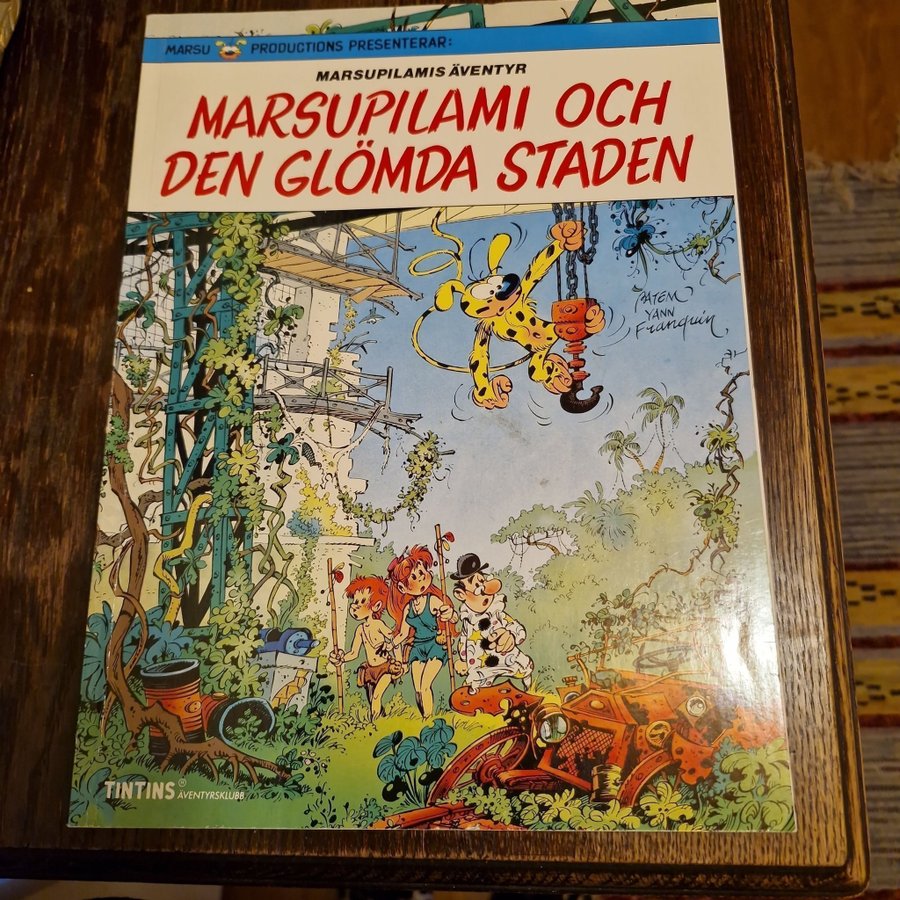 MARSU PRODUCTIONS PRESENTERAR:
MARSUPILAMIS ÄVENTYR
MARSUPILAMI OCH
DEN GLÖMDA STADEN
BATEM
YANN
Franquin
TINTINS®
ÄVENTYRSKLUBB